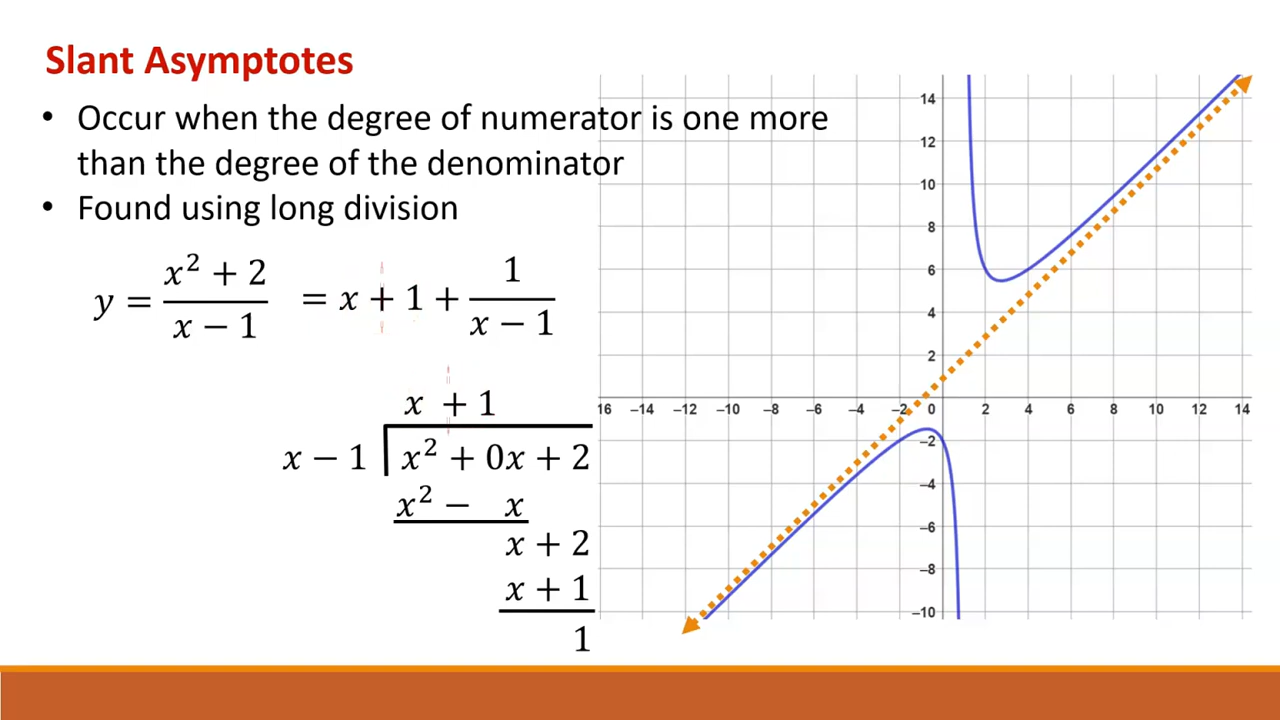 Slant Asymptotes
• Occur when the degree of numerator is one more
than the degree of the denominator
• Found using long division
y = (x² + 2)/(x − 1) = x + 1 + 1/(x − 1)
x + 1
x − 1 x² + 0x + 2
x² − x
x + 2
x + 1
1
14
12
10
8
6
4
2
16 −14 −12 −10 −8 −6 −4 −2 0 2 4 6 8 10 12 14
−2
−4
−6
−8
−10